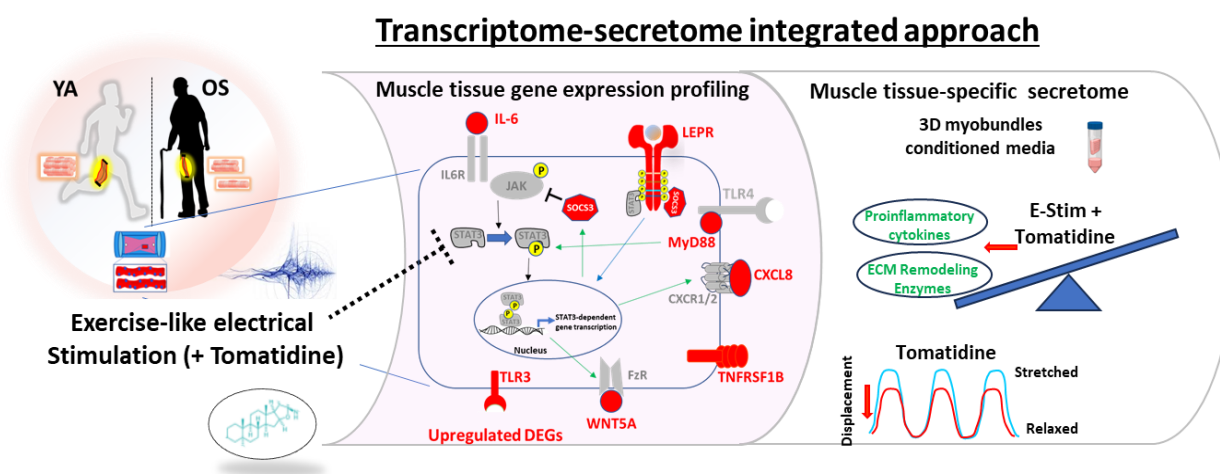 Transcriptome-secretome integrated approach
YA
OS
Exercise-like electrical
Stimulation (+ Tomatidine)
Muscle tissue gene expression profiling
IL-6
LEPR
IL6R
P
JAK
SOCS3
STAT3
SOCS3
TLR4
STAT3
STAT3
P
MyD88
CXCL8
CXCR1/2
STAT3
P
P
STAT3
STAT3-dependent
gene transcription
Nucleus
TLR3
FzR
TNFRSF1B
WNT5A
Upregulated DEGs
Muscle tissue-specific secretome
3D myobundles
conditioned media
Proinflammatory
cytokines
E-Stim +
Tomatidine
ECM Remodeling
Enzymes
Tomatidine
Displacement
Stretched
Relaxed